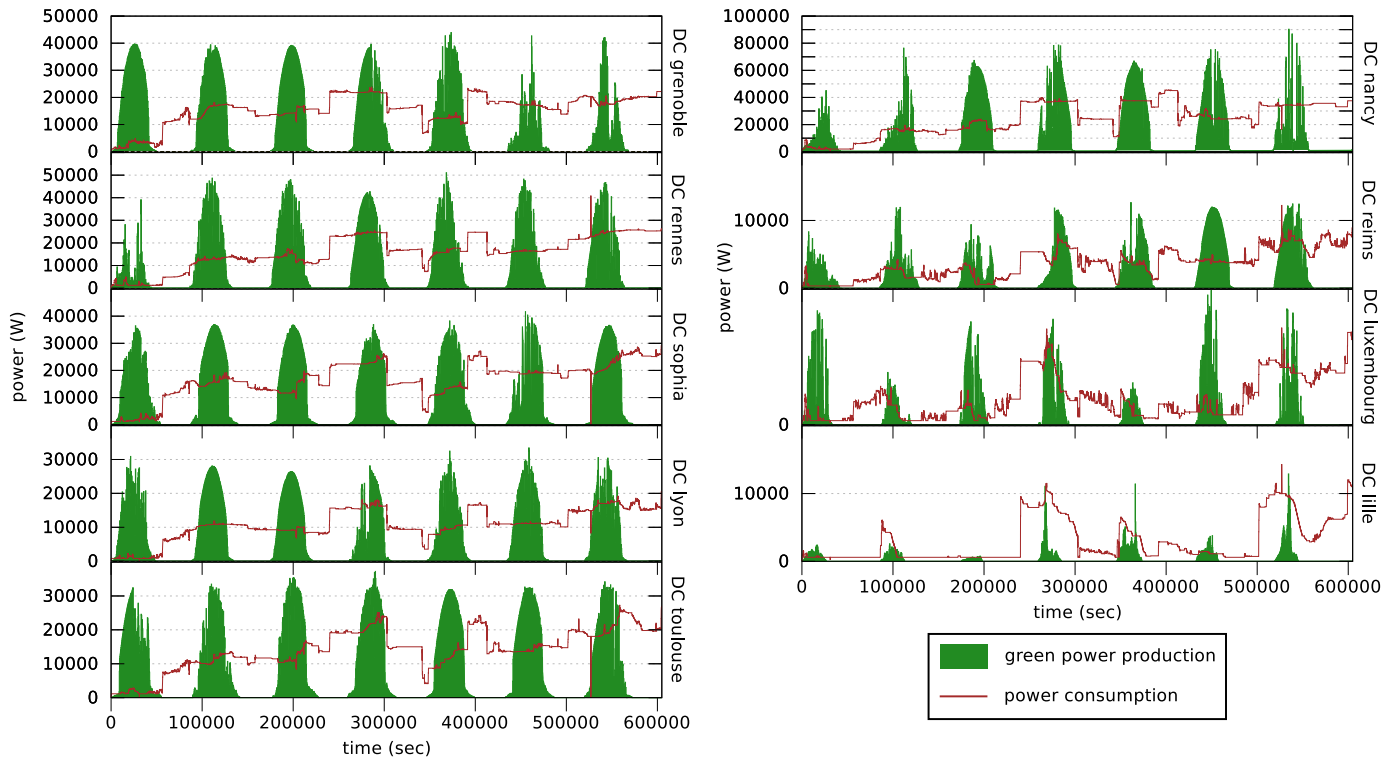 50000
40000
30000
20000
10000
0
DC grenoble
50000
40000
30000
20000
10000
0
DC rennes
power (W)
40000
30000
20000
10000
0
DC sophia
30000
20000
10000
0
DC lyon
30000
20000
10000
0
DC toulouse
0 100000 200000 300000 400000 500000 600000
time (sec)
100000
80000
60000
40000
20000
0
DC nancy
10000
0
DC reims
power (W)
0
DC luxembourg
10000
0
DC lille
0 100000 200000 300000 400000 500000 600000
time (sec)
green power production
power consumption